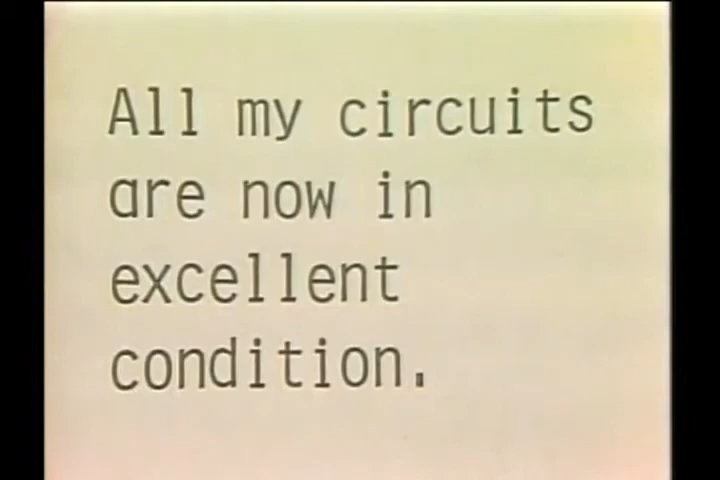 All my circuits
are now in
excellent
condition.